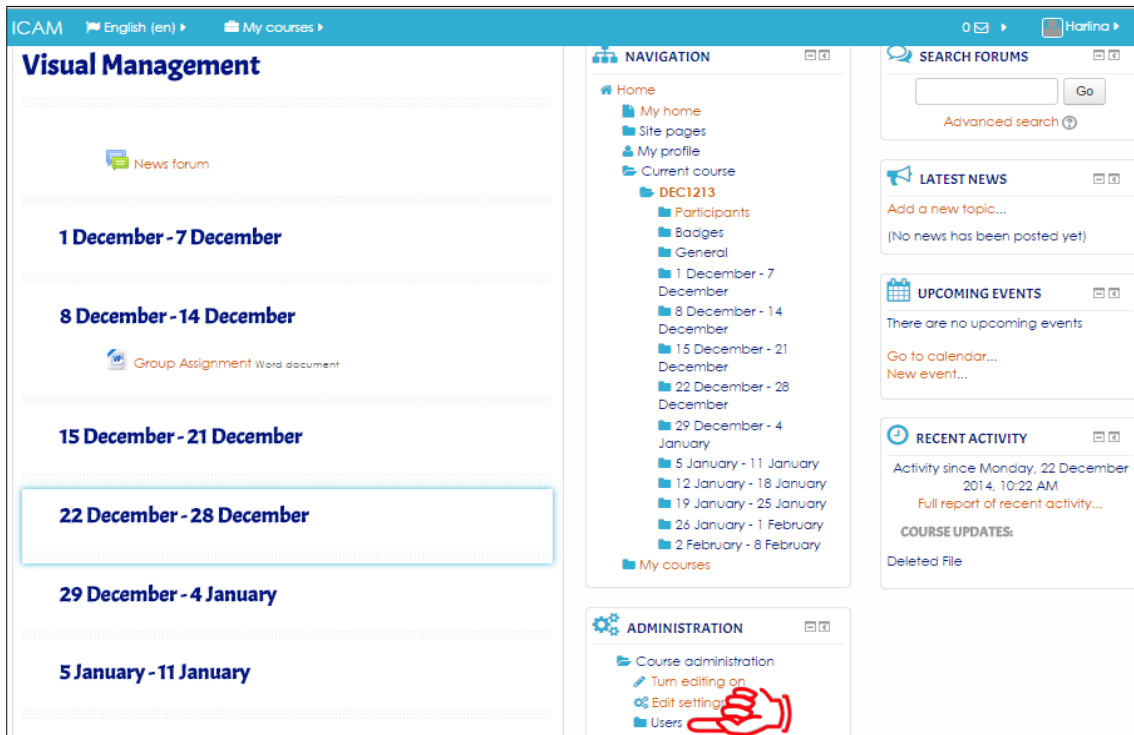 ICAM English (en) My courses 0 Harlina
Visual Management
News forum
1 December - 7 December
8 December - 14 December
Group Assignment Word document
15 December - 21 December
22 December - 28 December
29 December - 4 January
5 January - 11 January
NAVIGATION
Home
My home
Site pages
My profile
Current course
DEC1213
Participants
Badges
General
1 December - 7
December
8 December - 14
December
15 December - 21
December
22 December - 28
December
29 December - 4
January
5 January - 11 January
12 January - 18 January
19 January - 25 January
26 January - 1 February
2 February - 8 February
My courses
ADMINISTRATION
Course administration
Turn editing on
Edit settings
Users
SEARCH FORUMS
Go
Advanced search ?
LATEST NEWS
Add a new topic...
(No news has been posted yet)
UPCOMING EVENTS
There are no upcoming events
Go to calendar...
New event...
RECENT ACTIVITY
Activity since Monday, 22 December
2014, 10:22 AM
Full report of recent activity...
COURSE UPDATES:
Deleted File